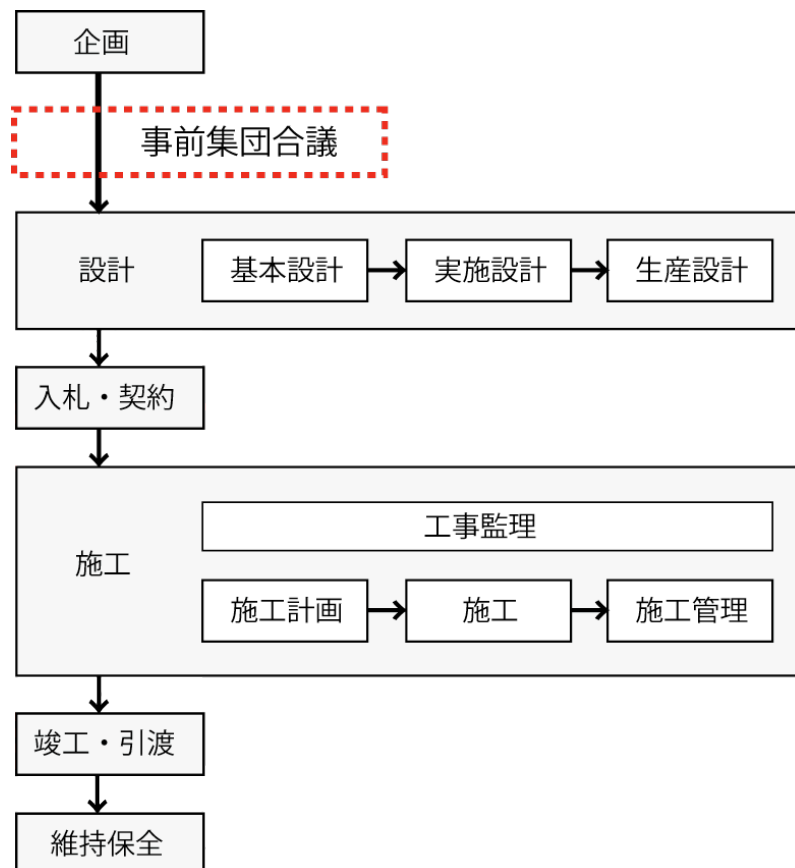 企画
事前集団合議
設計
基本設計
実施設計
生産設計
入札・契約
工事監理
施工
施工計画
施工
施工管理
竣工・引渡
維持保全